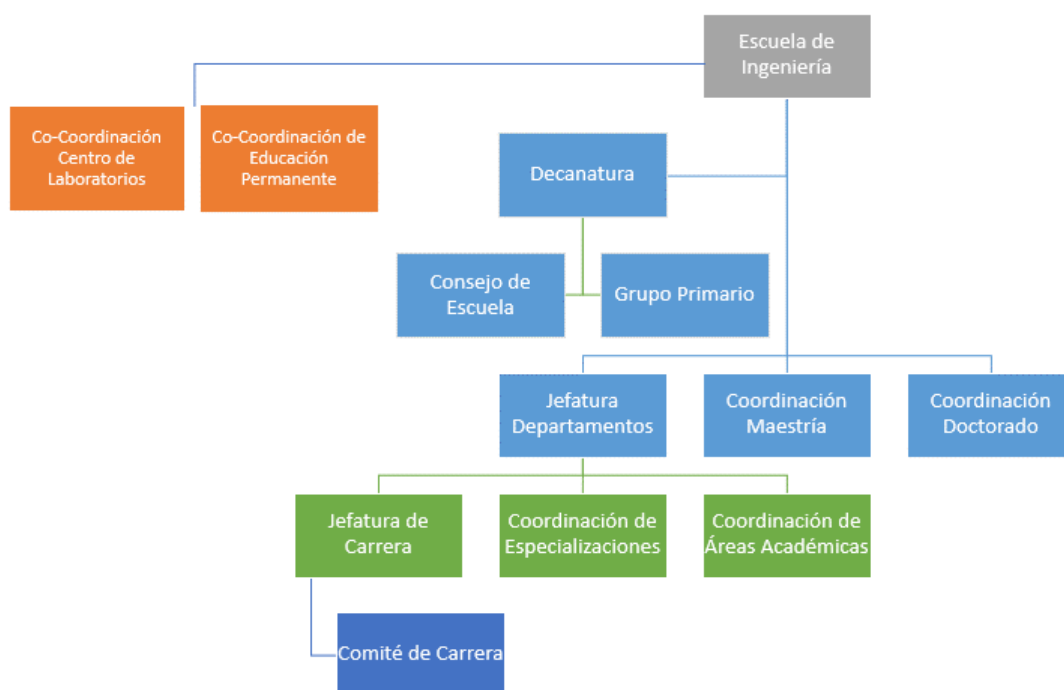 Escuela de
Ingeniería
Co-Coordinación
Centro de
Laboratorios
Co-Coordinación de
Educación
Permanente
Decanatura
Consejo de
Escuela
Grupo Primario
Jefatura
Departamentos
Coordinación
Maestría
Coordinación
Doctorado
Jefatura de
Carrera
Coordinación de
Especializaciones
Coordinación de
Áreas Académicas
Comité de Carrera